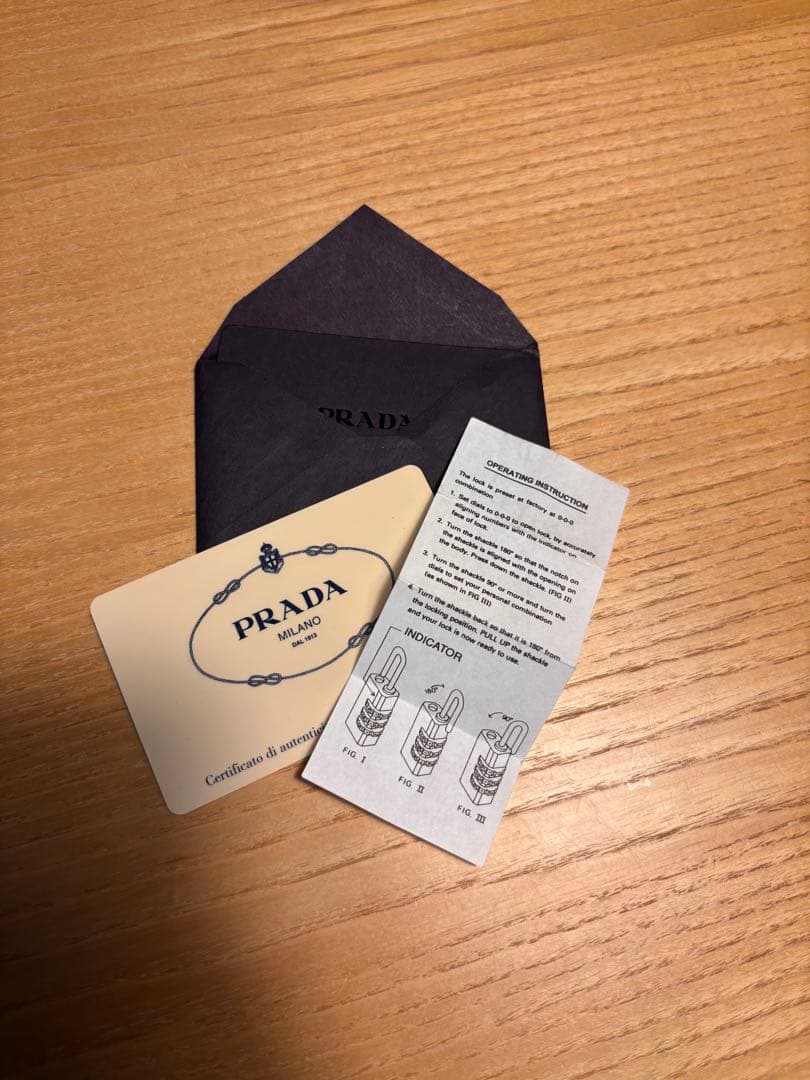 PRADA
PRADA
MILANO
DAL 1913
Certificato di
OPERATING INSTRUCTION
The lock is preset at factory at 0-0-0
combination
1. Set dials to 0-0-0 to open lock, by accurately
aligning numbers with the indicator on
face of lock.
2. Turn the shackle 180° so that the notch on
the shackle is aligned with the opening on
the body. Press down the shackle. (FIG II)
3. Turn the shackle 90° or more and turn the
dials to set your personal combination
(as shown in FIG III)
4. Turn the shackle back so that it is 180° from
the locking position. PULL UP the shackle
and your lock is now ready to use.
INDICATOR
180°
90°
FIG. I
FIG. II
FIG. III